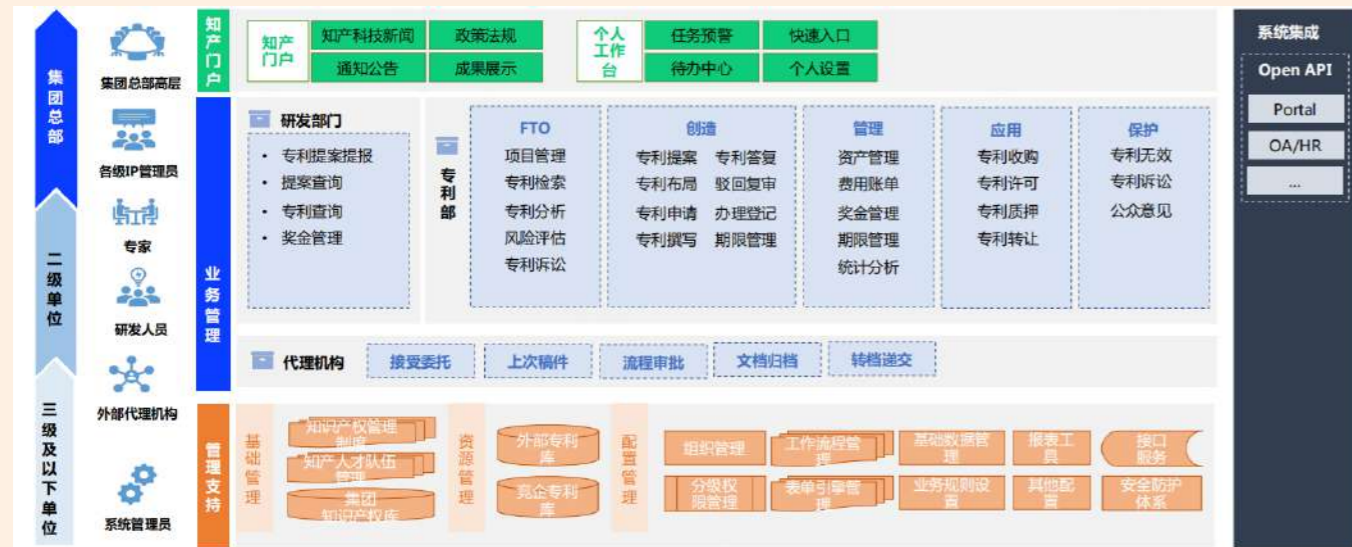 集团总部
二级单位
三级及以下单位
集团总部高层
各级IP管理员
专家
研发人员
外部代理机构
系统管理员
知产门户
知产
门户
知产科技新闻
政策法规
通知公告
成果展示
个人
工作
台
任务预警
快速入口
待办中心
个人设置
业务管理
研发部门
• 专利提案提报
• 提案查询
• 专利查询
• 奖金管理
专利部
FTO
项目管理
专利检索
专利分析
风险评估
专利诉讼
创造
专利提案 专利答复
专利布局 驳回复审
专利申请 办理登记
专利撰写 期限管理
管理
资产管理
费用账单
奖金管理
期限管理
统计分析
应用
专利收购
专利许可
专利质押
专利转让
保护
专利无效
专利诉讼
公众意见
代理机构
接受委托
上次稿件
流程审批
文档归档
转档递交
管理支持
基础管理
知识产权管理
制度
知产人才队伍
管理
集团
知识产权库
资源管理
外部专利
库
竞企专利
库
配置管理
组织管理
工作流程管
理
基础数据管
理
报表工
具
接口
服务
分级权
限管理
表单引擎管
理
业务规则设
置
其他配
置
安全防护
体系
系统集成
Open API
Portal
OA/HR
...